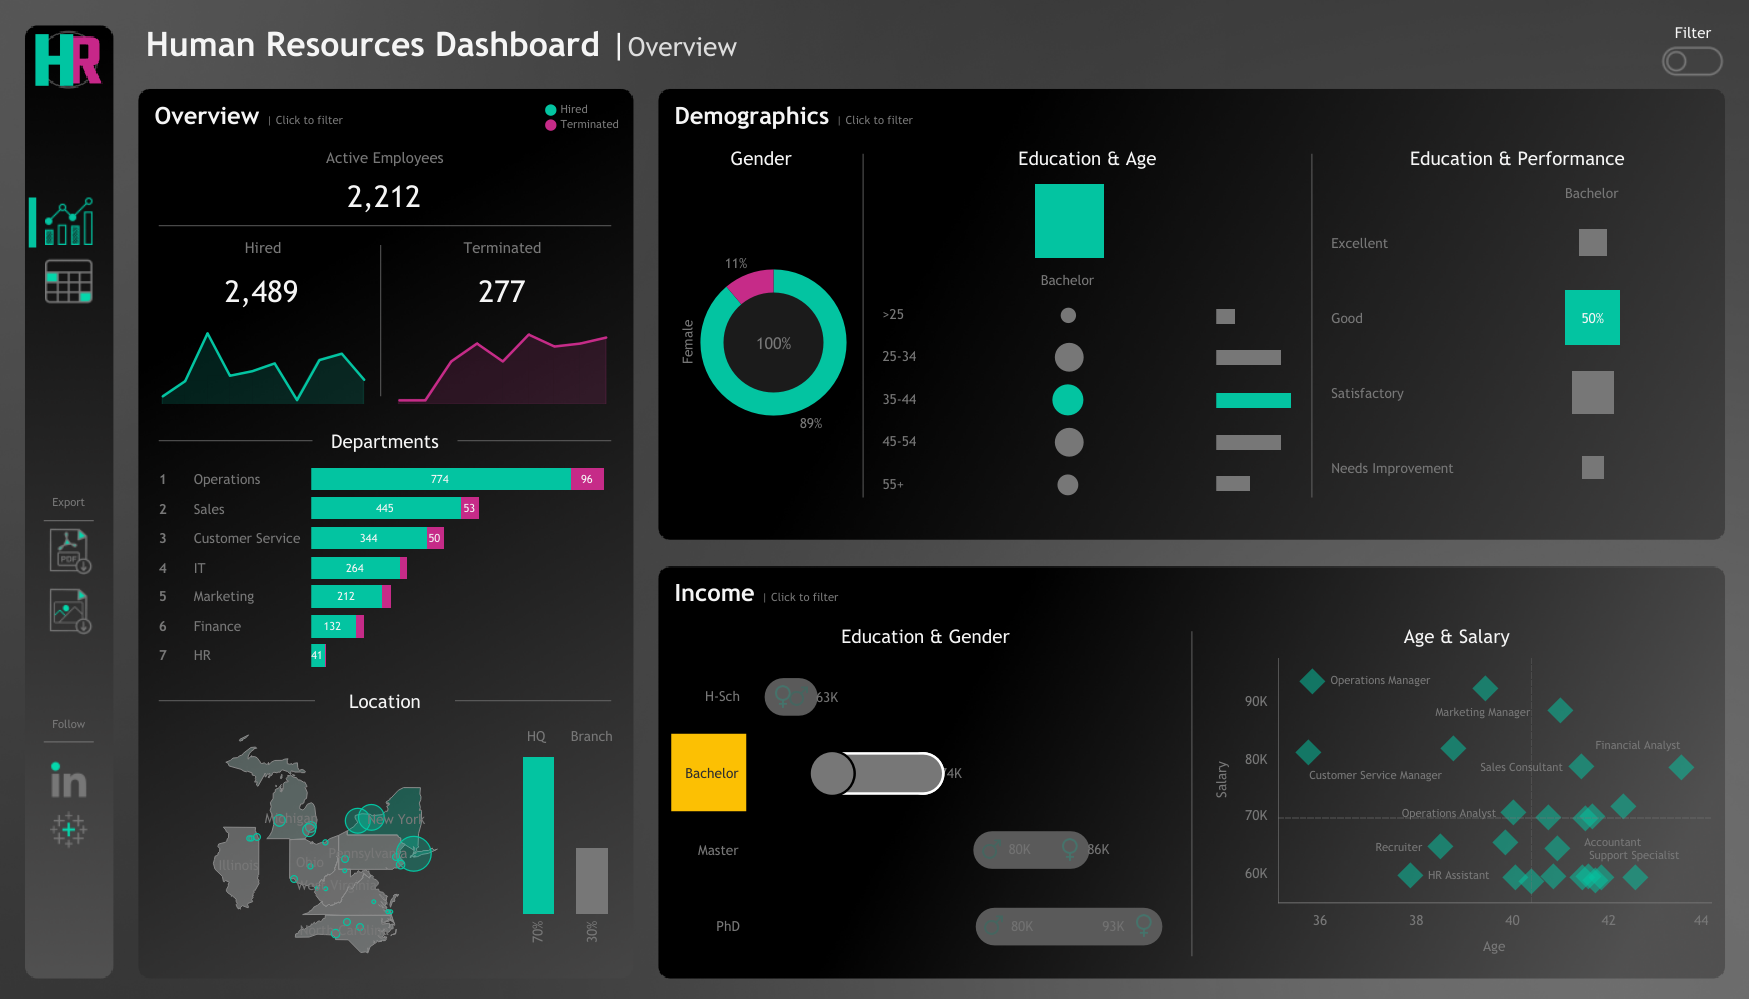 HR
Human Resources Dashboard | Overview
Filter
Overview | Click to filter
Hired
Terminated
Active Employees
2,212
Hired
Terminated
2,489
277
Departments
1 Operations 774 96
2 Sales 445 53
3 Customer Service 344 50
4 IT 264
5 Marketing 212
6 Finance 132
7 HR 41
Location
HQ Branch
Michigan
New York
Illinois
Ohio
Pennsylvania
70% 30%
Export
PDF
Follow
in
Demographics | Click to filter
Gender
11%
Female
100%
89%
Education & Age
Bachelor
>25
25-34
35-44
45-54
55+
Education & Performance
Bachelor
Excellent
Good 50%
Satisfactory
Needs Improvement
Income | Click to filter
Education & Gender
H-Sch 63K
Bachelor 4K
Master 80K 86K
PhD 80K 93K
Age & Salary
Salary
90K
80K
70K
60K
Operations Manager
Marketing Manager
Financial Analyst
Sales Consultant
Customer Service Manager
Operations Analyst
Recruiter
Accountant
Support Specialist
HR Assistant
36 38 40 42 44
Age